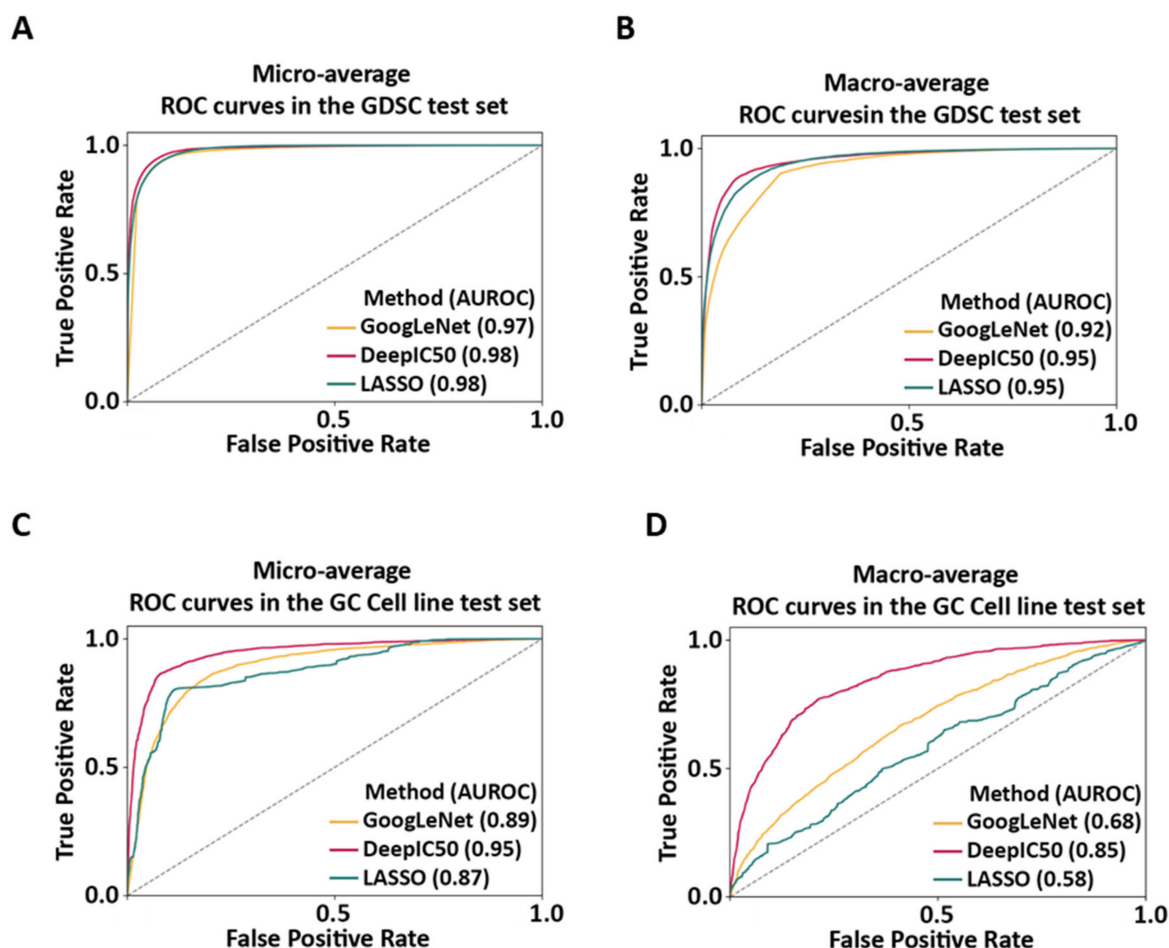 A
Micro-average
ROC curves in the GDSC test set
1.0
0.5
0.0
True Positive Rate
Method (AUROC)
GoogLeNet (0.97)
DeepIC50 (0.98)
LASSO (0.98)
0.5
1.0
False Positive Rate
B
Macro-average
ROC curvesin the GDSC test set
1.0
0.5
0.0
True Positive Rate
Method (AUROC)
GoogLeNet (0.92)
DeepIC50 (0.95)
LASSO (0.95)
0.5
1.0
False Positive Rate
C
Micro-average
ROC curves in the GC Cell line test set
1.0
0.5
0.0
True Positive Rate
Method (AUROC)
GoogLeNet (0.89)
DeepIC50 (0.95)
LASSO (0.87)
0.5
1.0
False Positive Rate
D
Macro-average
ROC curves in the GC Cell line test set
1.0
0.5
0.0
True Positive Rate
Method (AUROC)
GoogLeNet (0.68)
DeepIC50 (0.85)
LASSO (0.58)
0.5
1.0
False Positive Rate